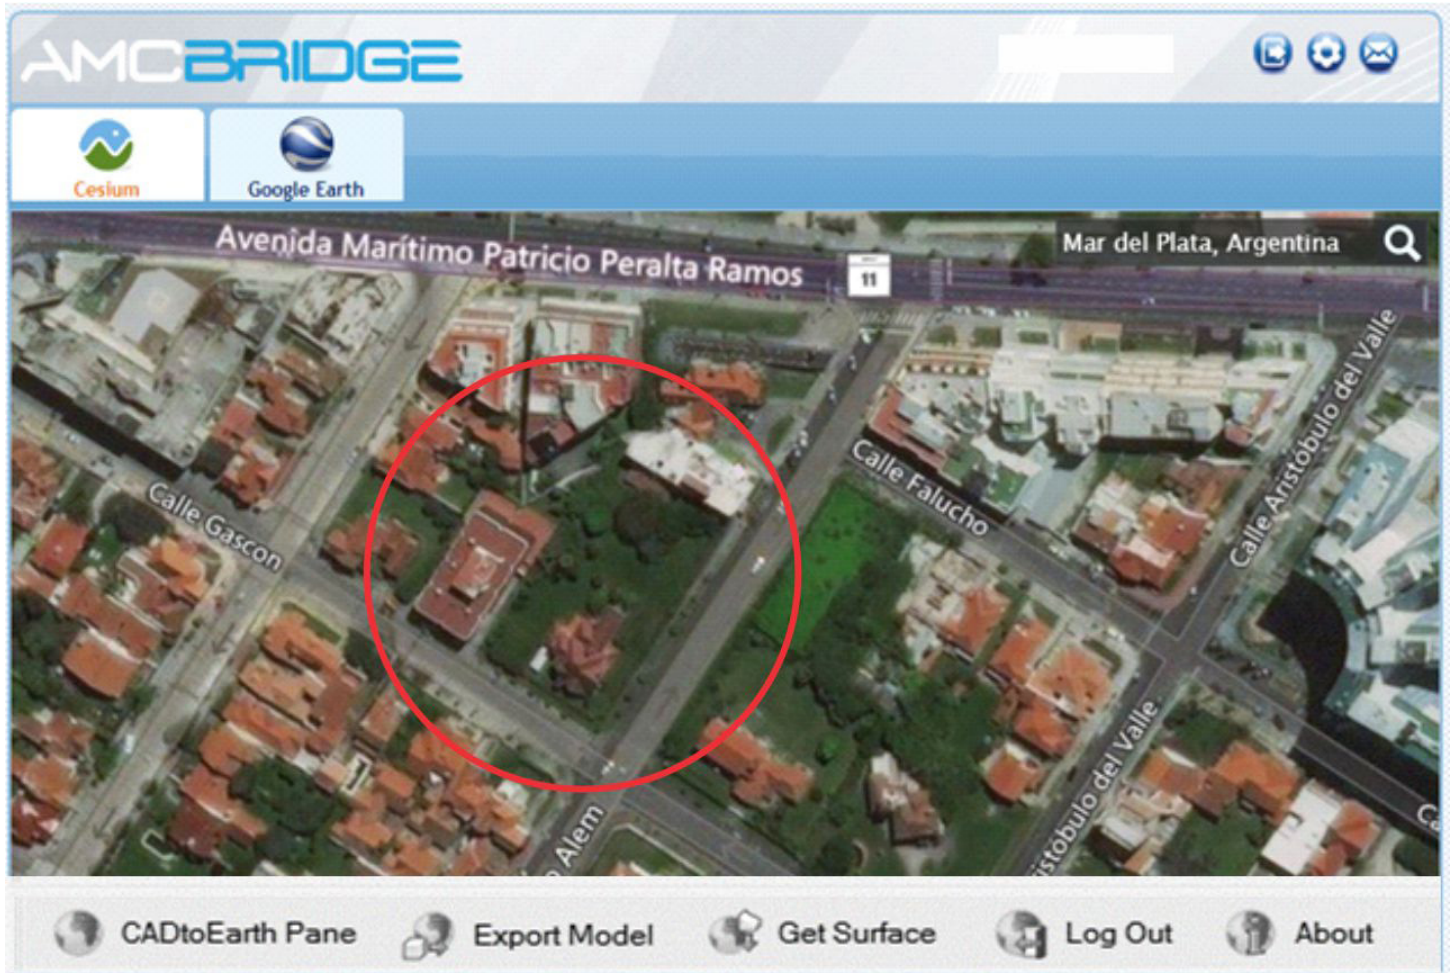 AMCBRIDGE
Cesium
Google Earth
Avenida Marítimo Patricio Peralta Ramos
11
Mar del Plata, Argentina
Calle Gascon
Calle Falucho
Calle Aristobulo del Valle
Alem
istobulo del Valle
CADtoEarth Pane
Export Model
Get Surface
Log Out
About